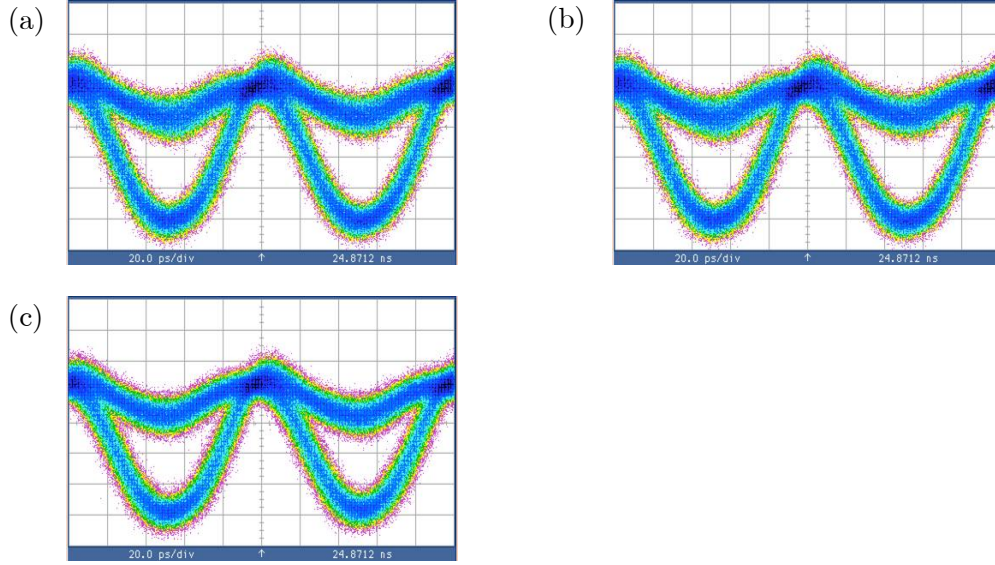 (a)
20.0 ps/div ↑ 24.8712 ns
(b)
20.0 ps/div ↑ 24.8712 ns
(c)
20.0 ps/div ↑ 24.8712 ns